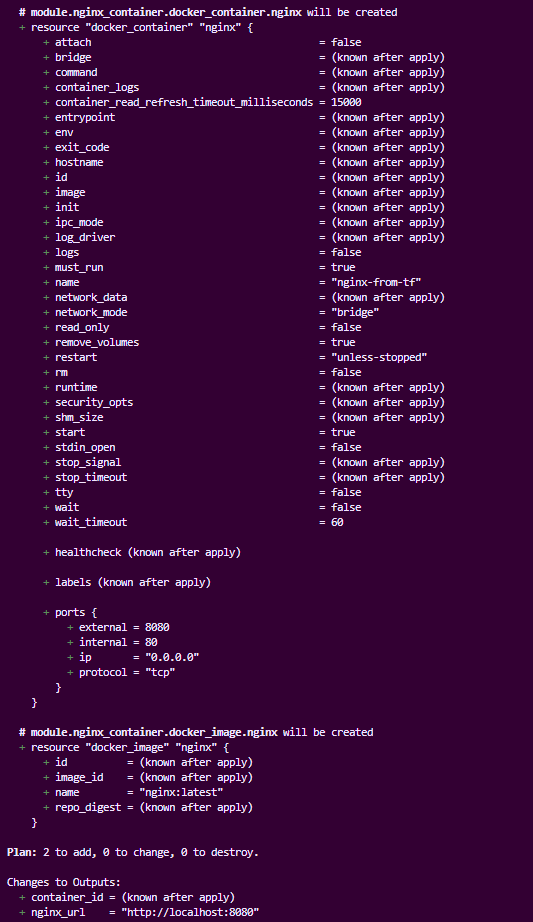 # module.nginx_container.docker_container.nginx will be created
+ resource "docker_container" "nginx" {
+ attach = false
+ bridge = (known after apply)
+ command = (known after apply)
+ container_logs = (known after apply)
+ container_read_refresh_timeout_milliseconds = 15000
+ entrypoint = (known after apply)
+ env = (known after apply)
+ exit_code = (known after apply)
+ hostname = (known after apply)
+ id = (known after apply)
+ image = (known after apply)
+ init = (known after apply)
+ ipc_mode = (known after apply)
+ log_driver = (known after apply)
+ logs = false
+ must_run = true
+ name = "nginx-from-tf"
+ network_data = (known after apply)
+ network_mode = "bridge"
+ read_only = false
+ remove_volumes = true
+ restart = "unless-stopped"
+ rm = false
+ runtime = (known after apply)
+ security_opts = (known after apply)
+ shm_size = (known after apply)
+ start = true
+ stdin_open = false
+ stop_signal = (known after apply)
+ stop_timeout = (known after apply)
+ tty = false
+ wait = false
+ wait_timeout = 60
+ healthcheck (known after apply)
+ labels (known after apply)
+ ports {
+ external = 8080
+ internal = 80
+ ip = "0.0.0.0"
+ protocol = "tcp"
}
}
# module.nginx_container.docker_image.nginx will be created
+ resource "docker_image" "nginx" {
+ id = (known after apply)
+ image_id = (known after apply)
+ name = "nginx:latest"
+ repo_digest = (known after apply)
}
Plan: 2 to add, 0 to change, 0 to destroy.
Changes to Outputs:
+ container_id = (known after apply)
+ nginx_url = "http://localhost:8080"